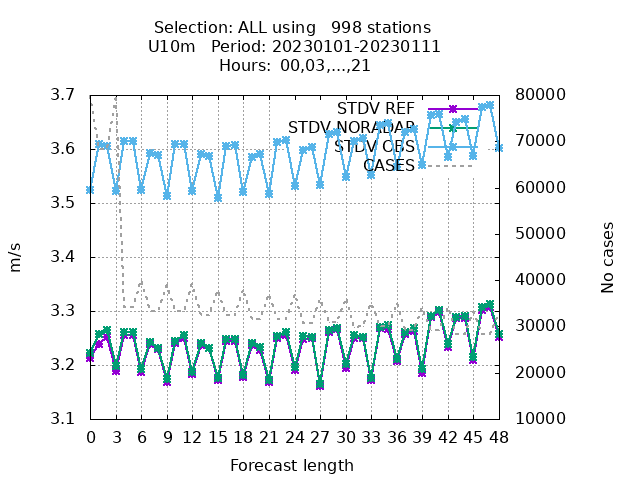 Selection: ALL using   998 stations
U10m   Period: 20230101-20230111
Hours:  00,03,...,21
3.7
3.6
3.5
3.4
3.3
3.2
3.1
m/s
STDV REF
STDV NORADAR
STDV OBS
CASES
80000
70000
60000
50000
40000
30000
20000
10000
No cases
0 3 6 9 12 15 18 21 24 27 30 33 36 39 42 45 48
Forecast length